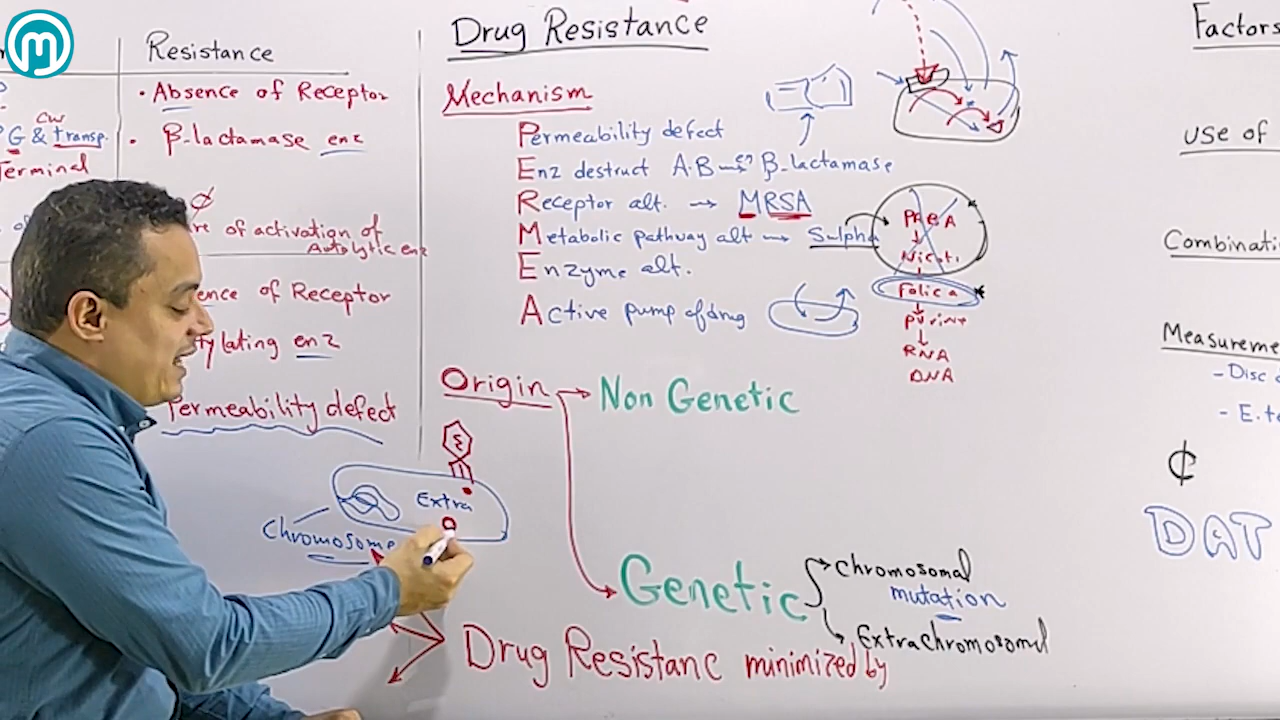 Resistance
• Absence of Receptor
G & transp.
CW
Terminal
• β-lactamase enz
of activation of
Autolytic enz
of Receptor
enz
Permeability defect
Drug Resistance
Mechanism
Permeability defect
Enz destruct A.B → β-lactamase
Receptor alt. → MRSA
Metabolic pathway alt → Sulpha
Enzyme alt.
Active pump of drug
PABA
Folic a
purine
RNA
DNA
Origin
Non Genetic
Extra
Chromosome
Genetic
Chromosomal
mutation
Extrachromosomal
Drug Resistanc minimized by
Factors
use of
Combinati
Measureme
- Disc
- E.t
DAT